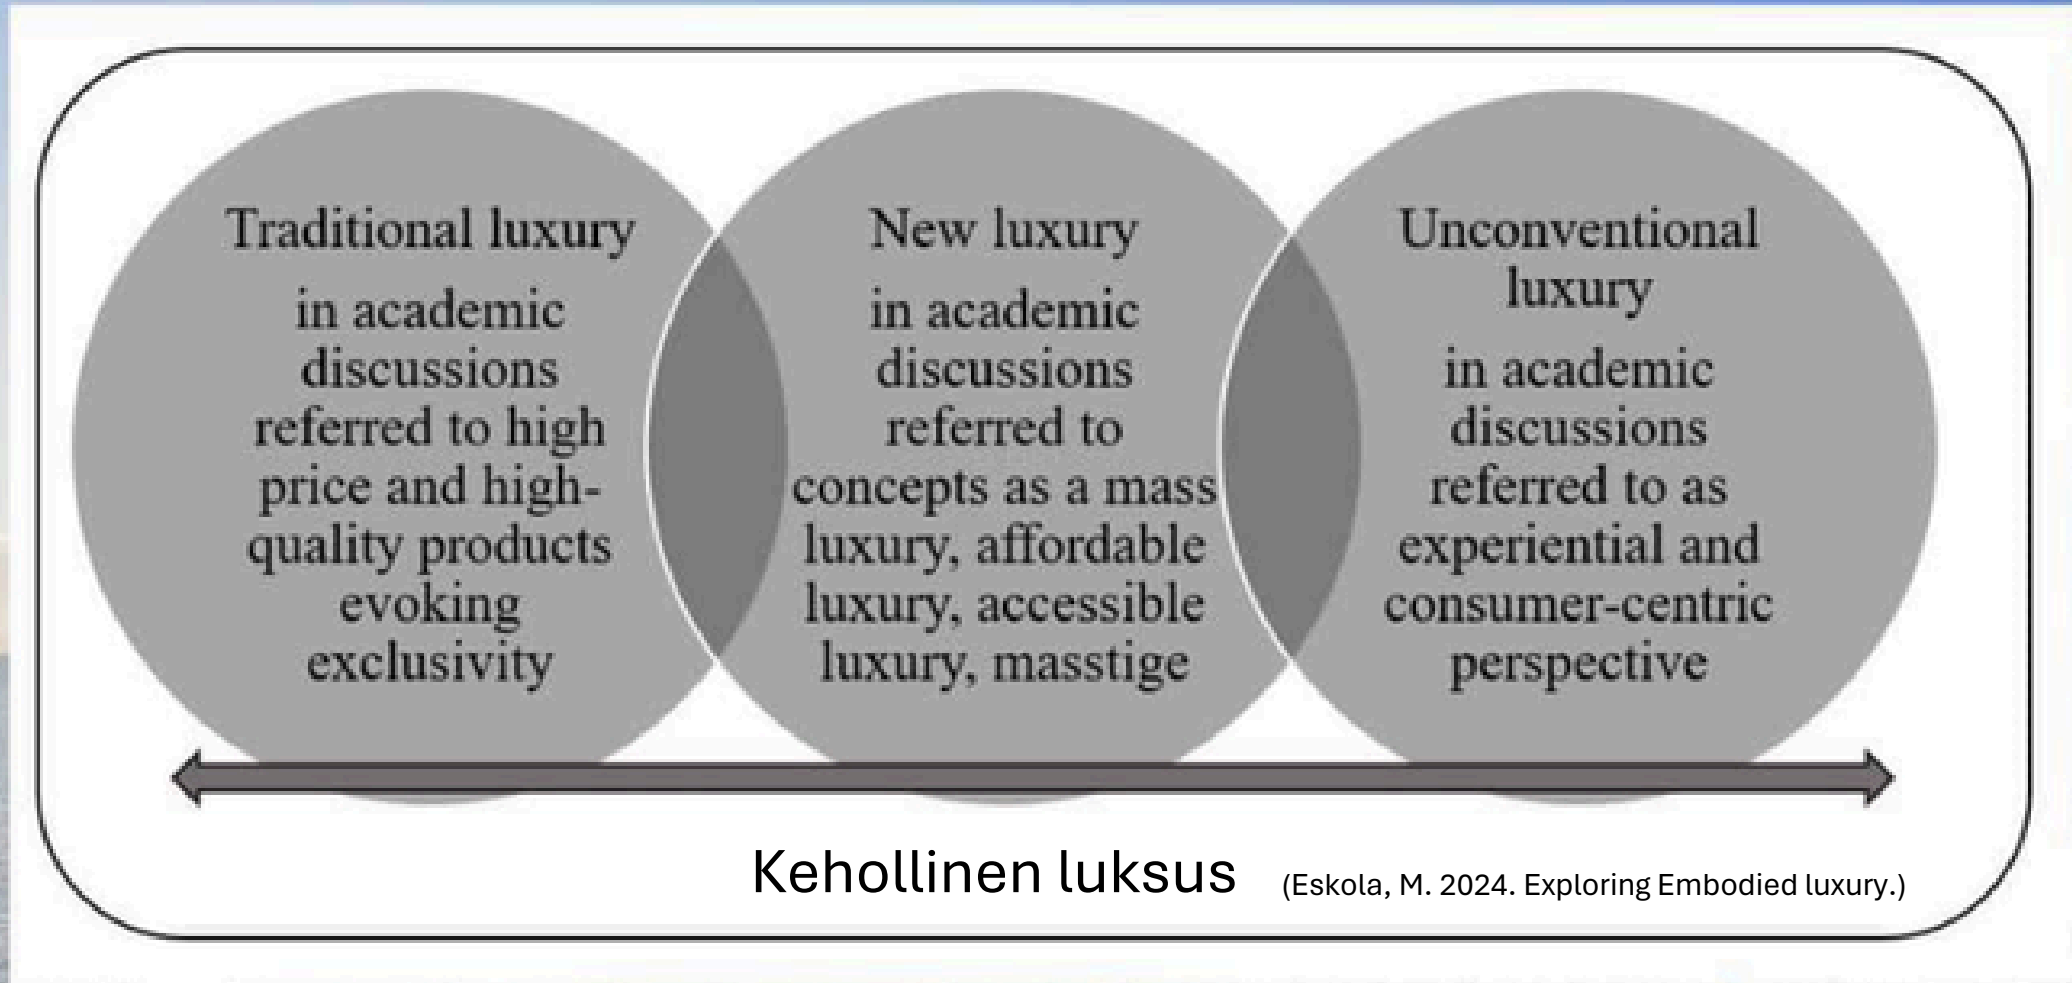 Traditional luxury
in academic
discussions
referred to high
price and high-
quality products
evoking
exclusivity
New luxury
in academic
discussions
referred to
concepts as a mass
luxury, affordable
luxury, accessible
luxury, masstige
Unconventional
luxury
in academic
discussions
referred to as
experiential and
consumer-centric
perspective
Kehollinen luksus (Eskola, M. 2024. Exploring Embodied luxury.)